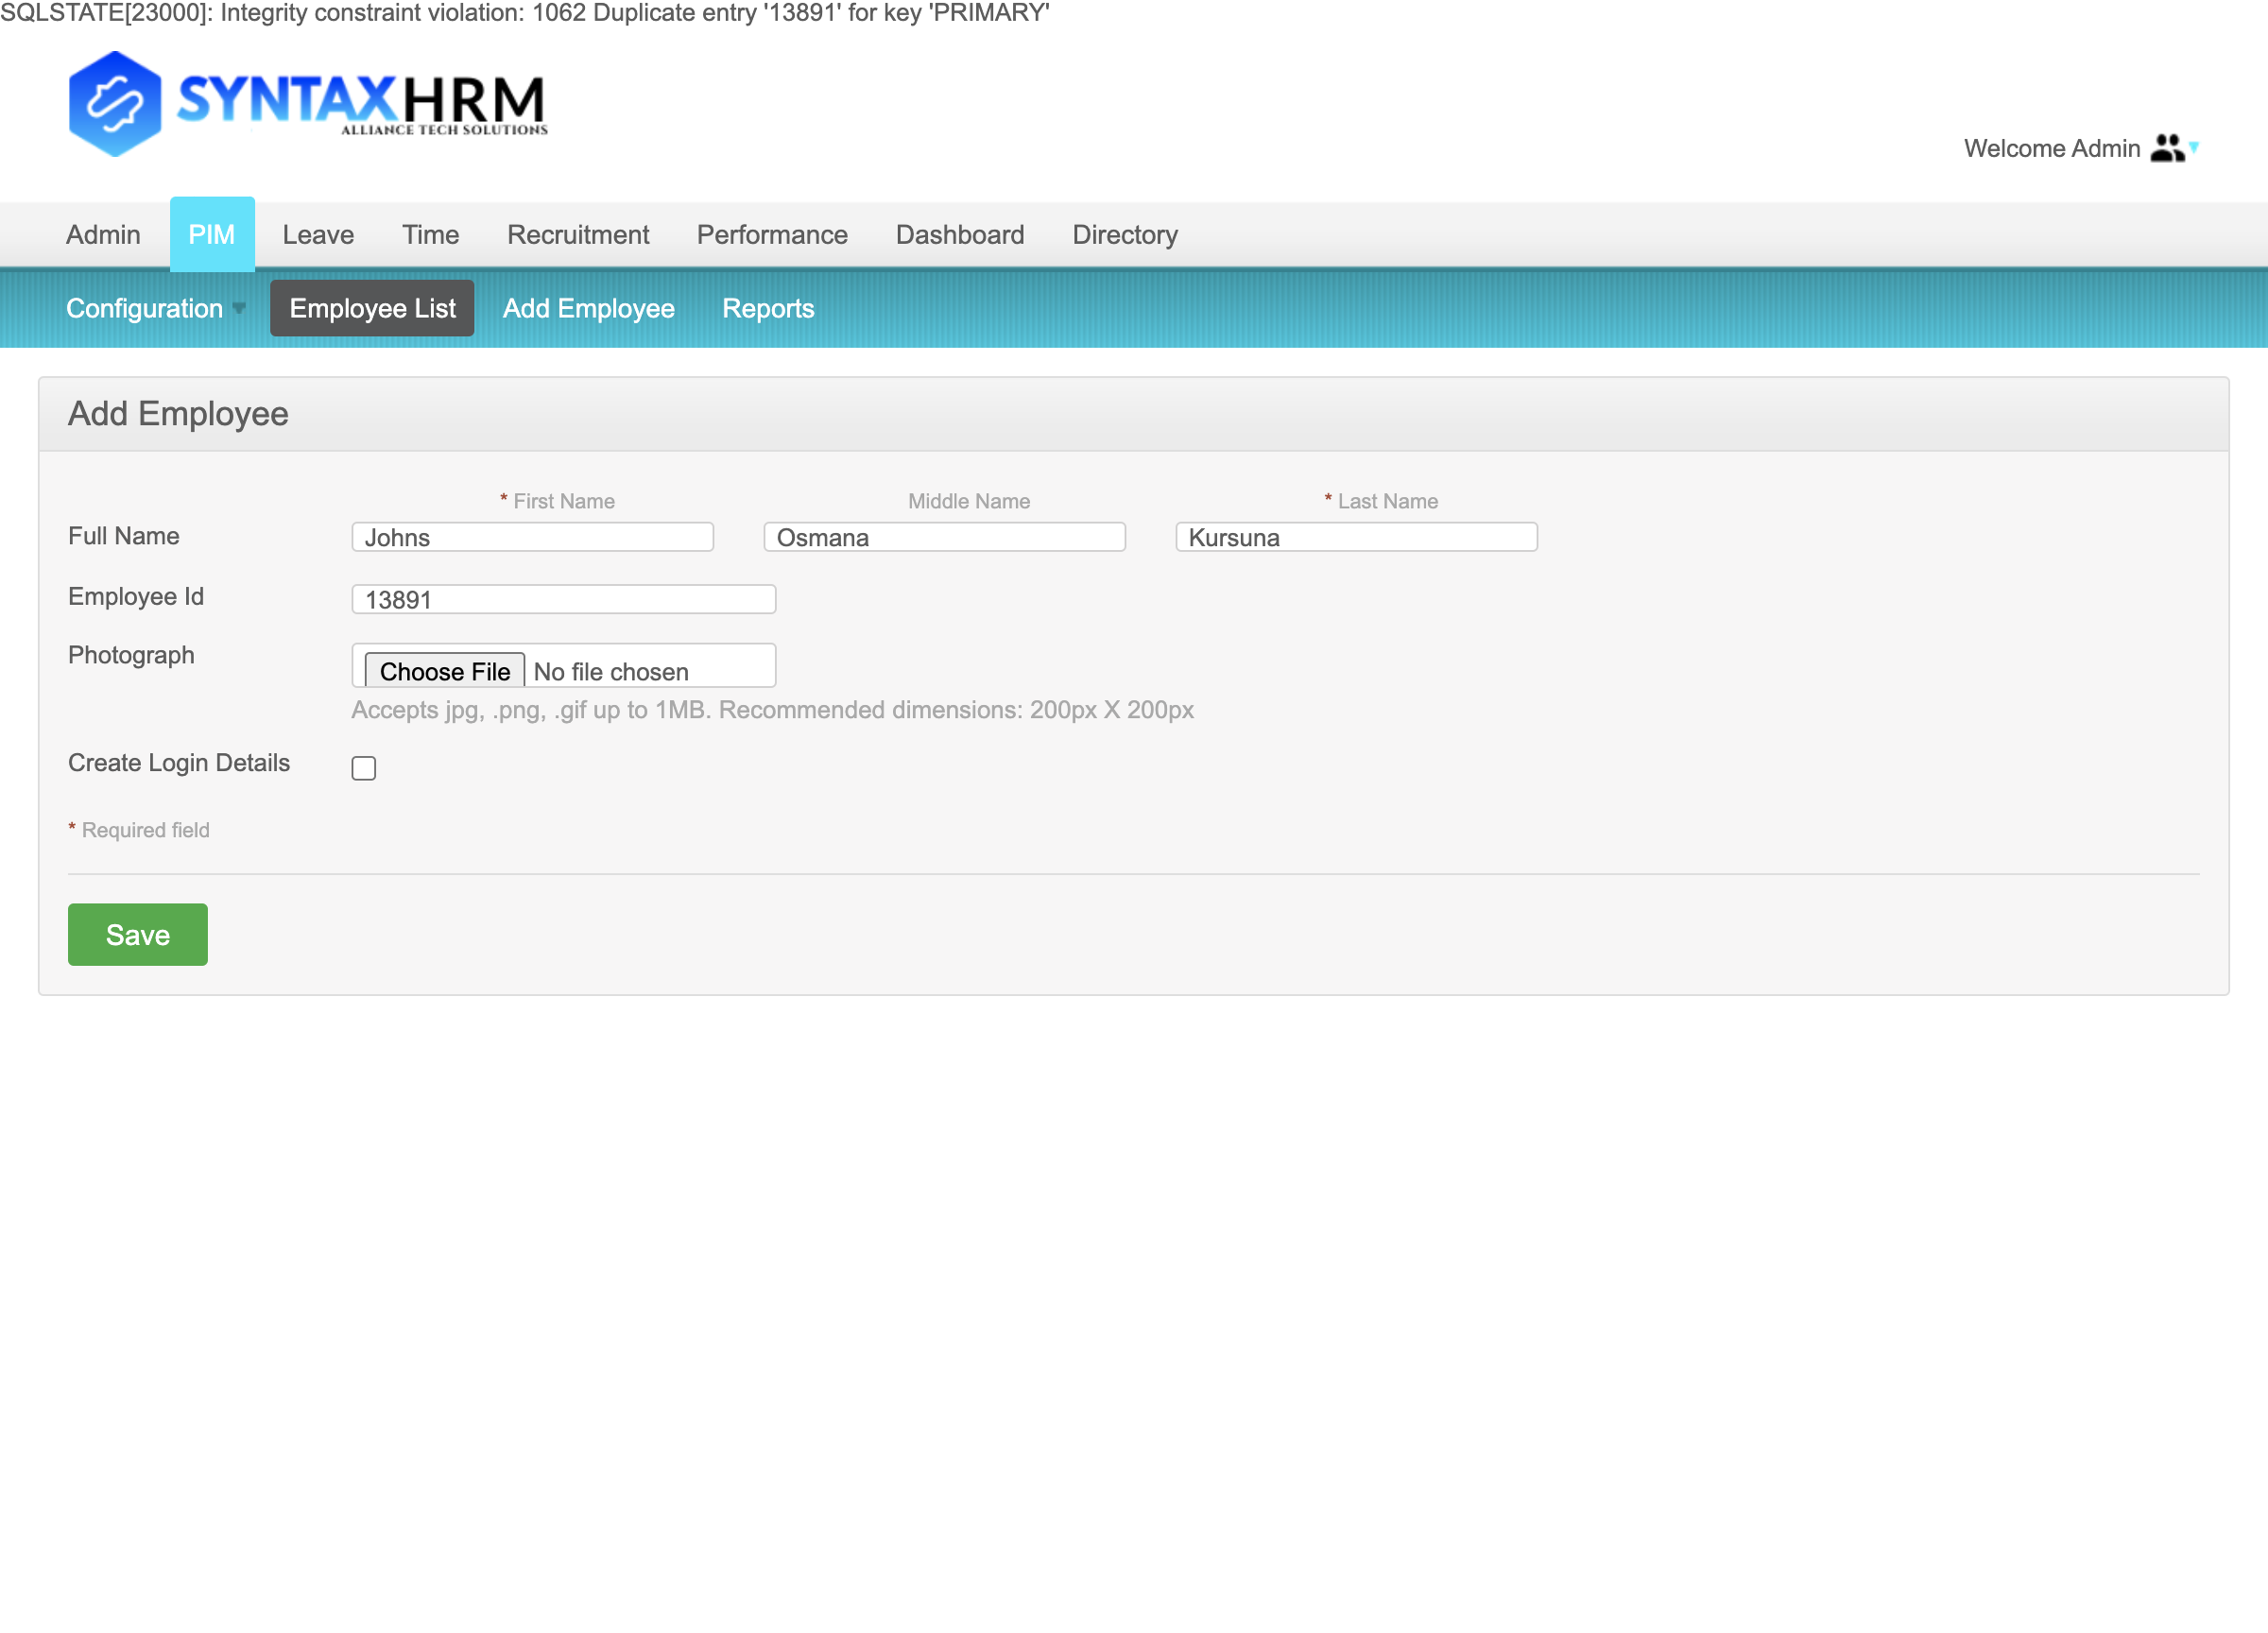 SQLSTATE[23000]: Integrity constraint violation: 1062 Duplicate entry '13891' for key 'PRIMARY'
SYNTAXHRM
ALLIANCE TECH SOLUTIONS
Welcome Admin
Admin PIM Leave Time Recruitment Performance Dashboard Directory
Configuration Employee List Add Employee Reports
Add Employee
* First Name Middle Name * Last Name
Full Name Johns Osmana Kursuna
Employee Id 13891
Photograph Choose File No file chosen
Accepts jpg, .png, .gif up to 1MB. Recommended dimensions: 200px X 200px
Create Login Details
* Required field
Save